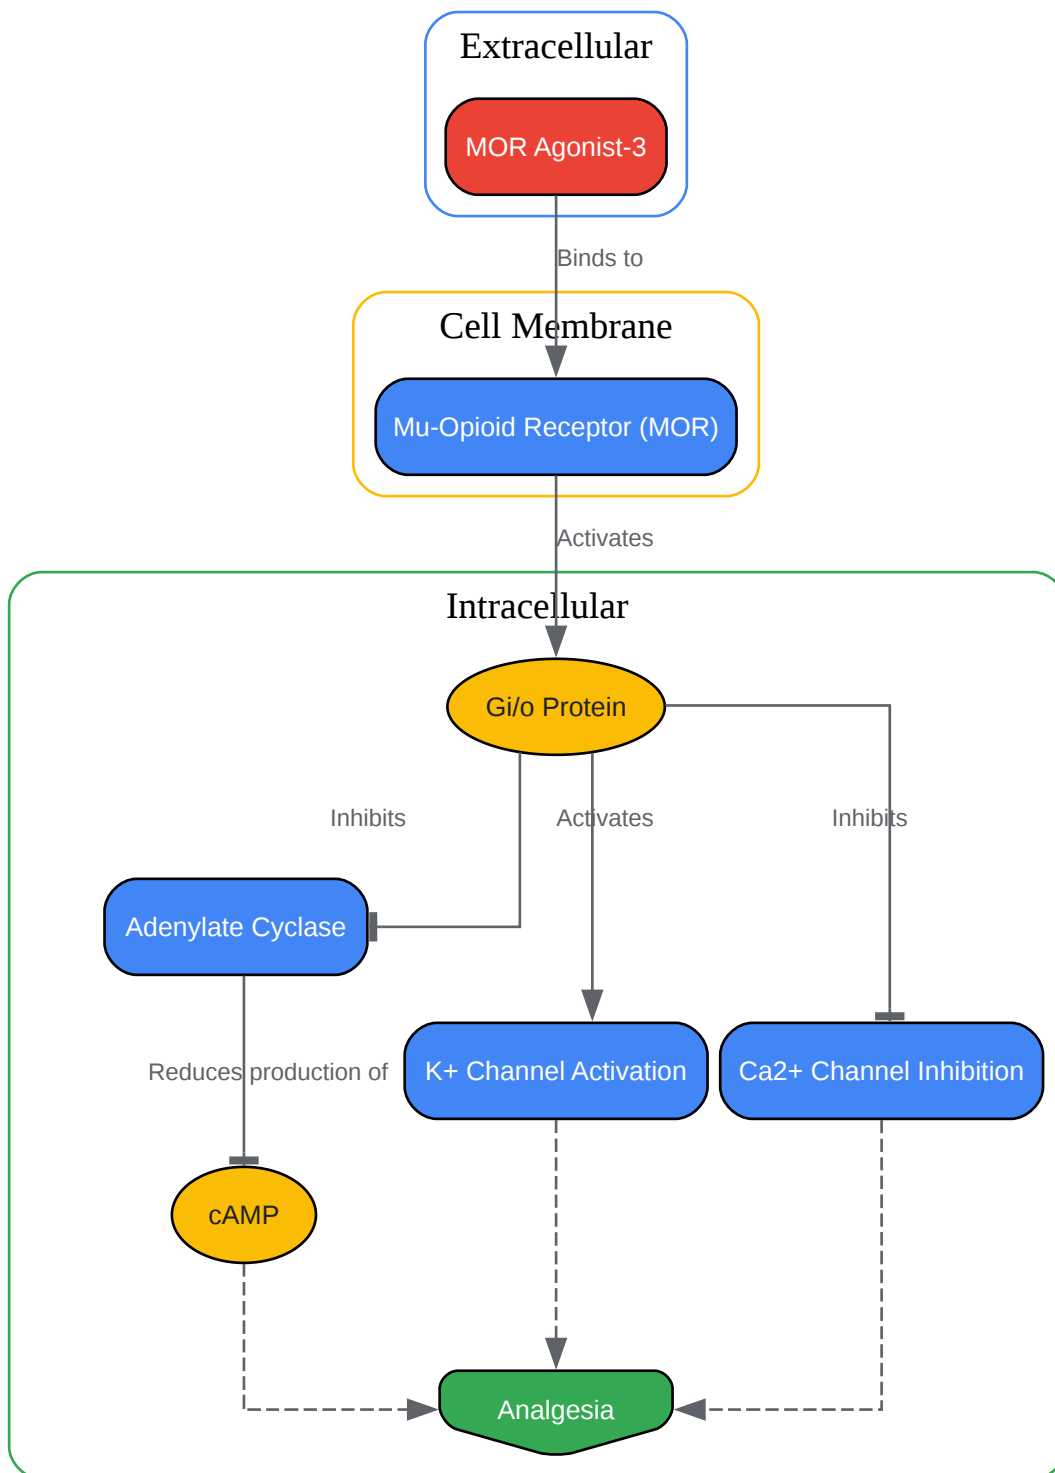 Extracellular
MOR Agonist-3
Binds to
Cell Membrane
Mu-Opioid Receptor (MOR)
Activates
Intracellular
Gi/o Protein
Inhibits
Activates
Inhibits
Adenylate Cyclase
Reduces production of
K+ Channel Activation
Ca2+ Channel Inhibition
cAMP
Analgesia